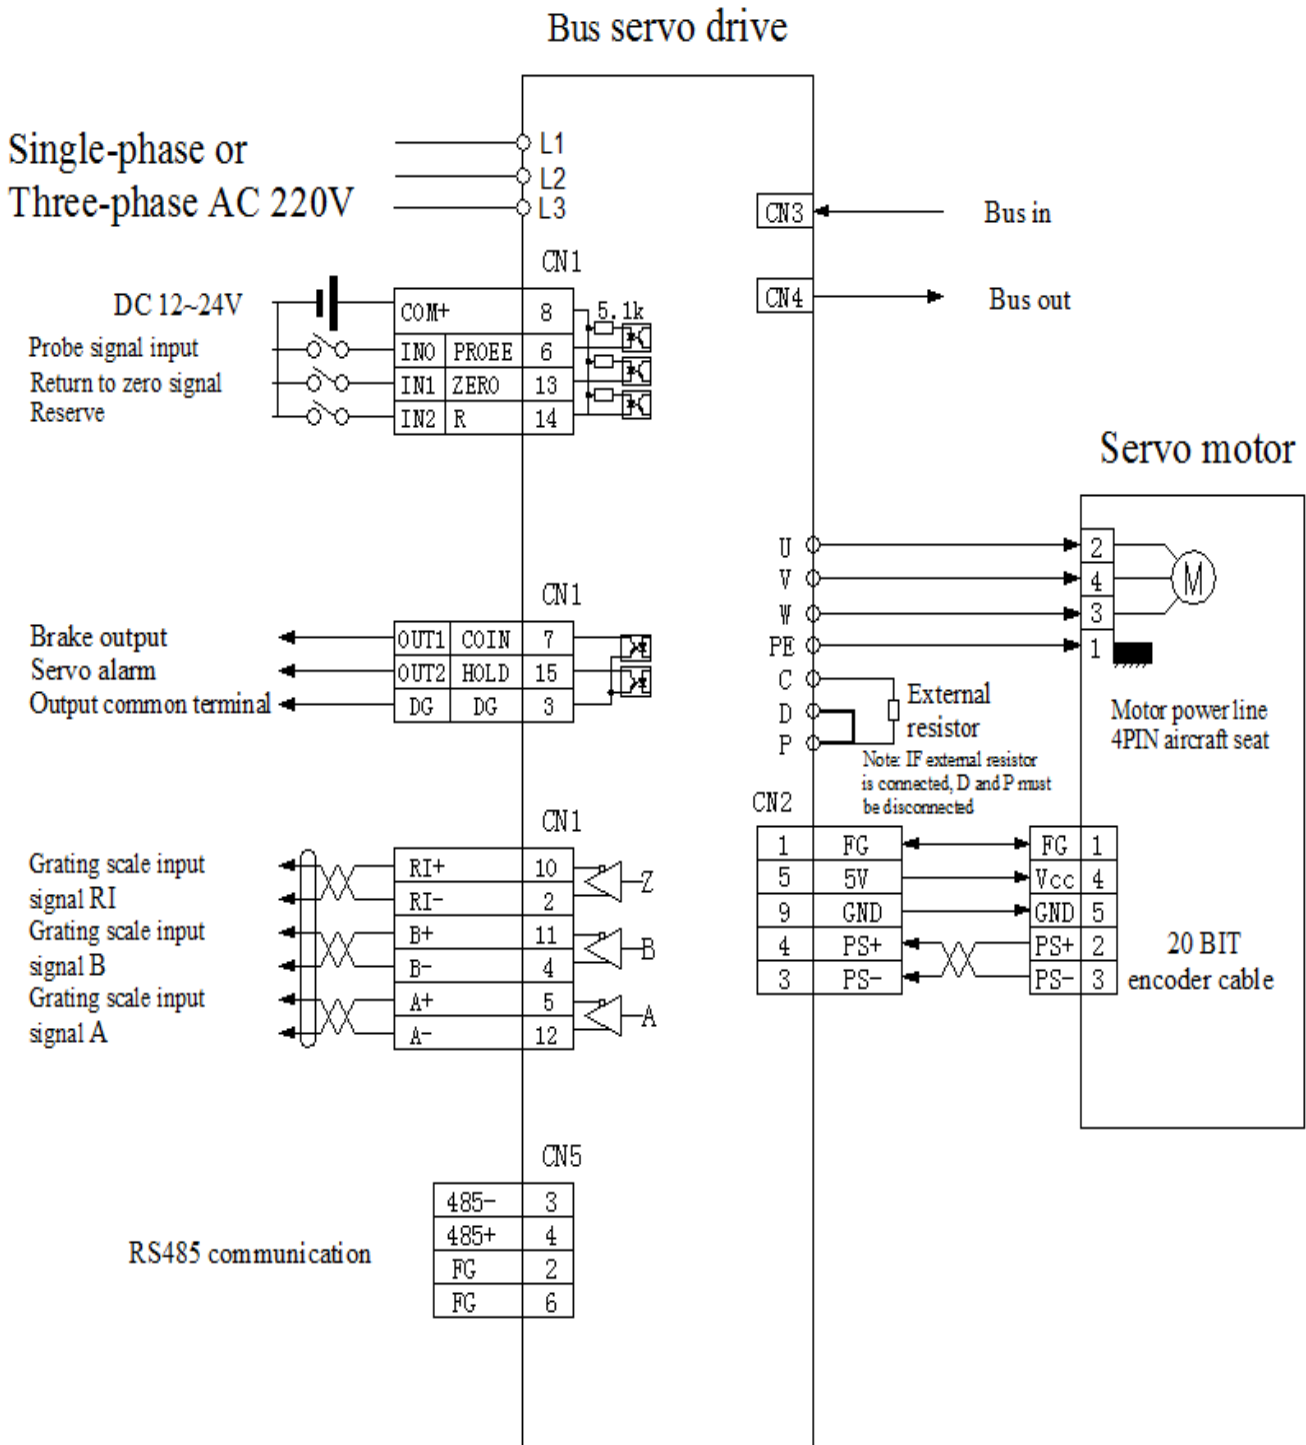 Bus servo drive
Single-phase or
Three-phase AC 220V
L1
L2
L3
CN3
Bus in
CN4
Bus out
CN1
DC 12~24V
COM+ 8 5.1k
Probe signal input
IN0 PROEE 6
Return to zero signal
IN1 ZERO 13
Reserve
IN2 R 14
Servo motor
U 2
V 4 M
W 3
PE 1
C
D
P
External
resistor
Note: IF external resistor
is connected, D and P must
be disconnected
Motor power line
4PIN aircraft seat
CN1
Brake output
OUT1 COIN 7
Servo alarm
OUT2 HOLD 15
Output common terminal
DG DG 3
CN2
1 FG FG 1
5 5V Vcc 4
9 GND GND 5
4 PS+ PS+ 2
3 PS- PS- 3
20 BIT
encoder cable
CN1
Grating scale input
signal RI
RI+ 10
RI- 2
Z
Grating scale input
signal B
B+ 11
B- 4
B
Grating scale input
signal A
A+ 5
A- 12
A
CN5
RS485 communication
485- 3
485+ 4
FG 2
FG 6